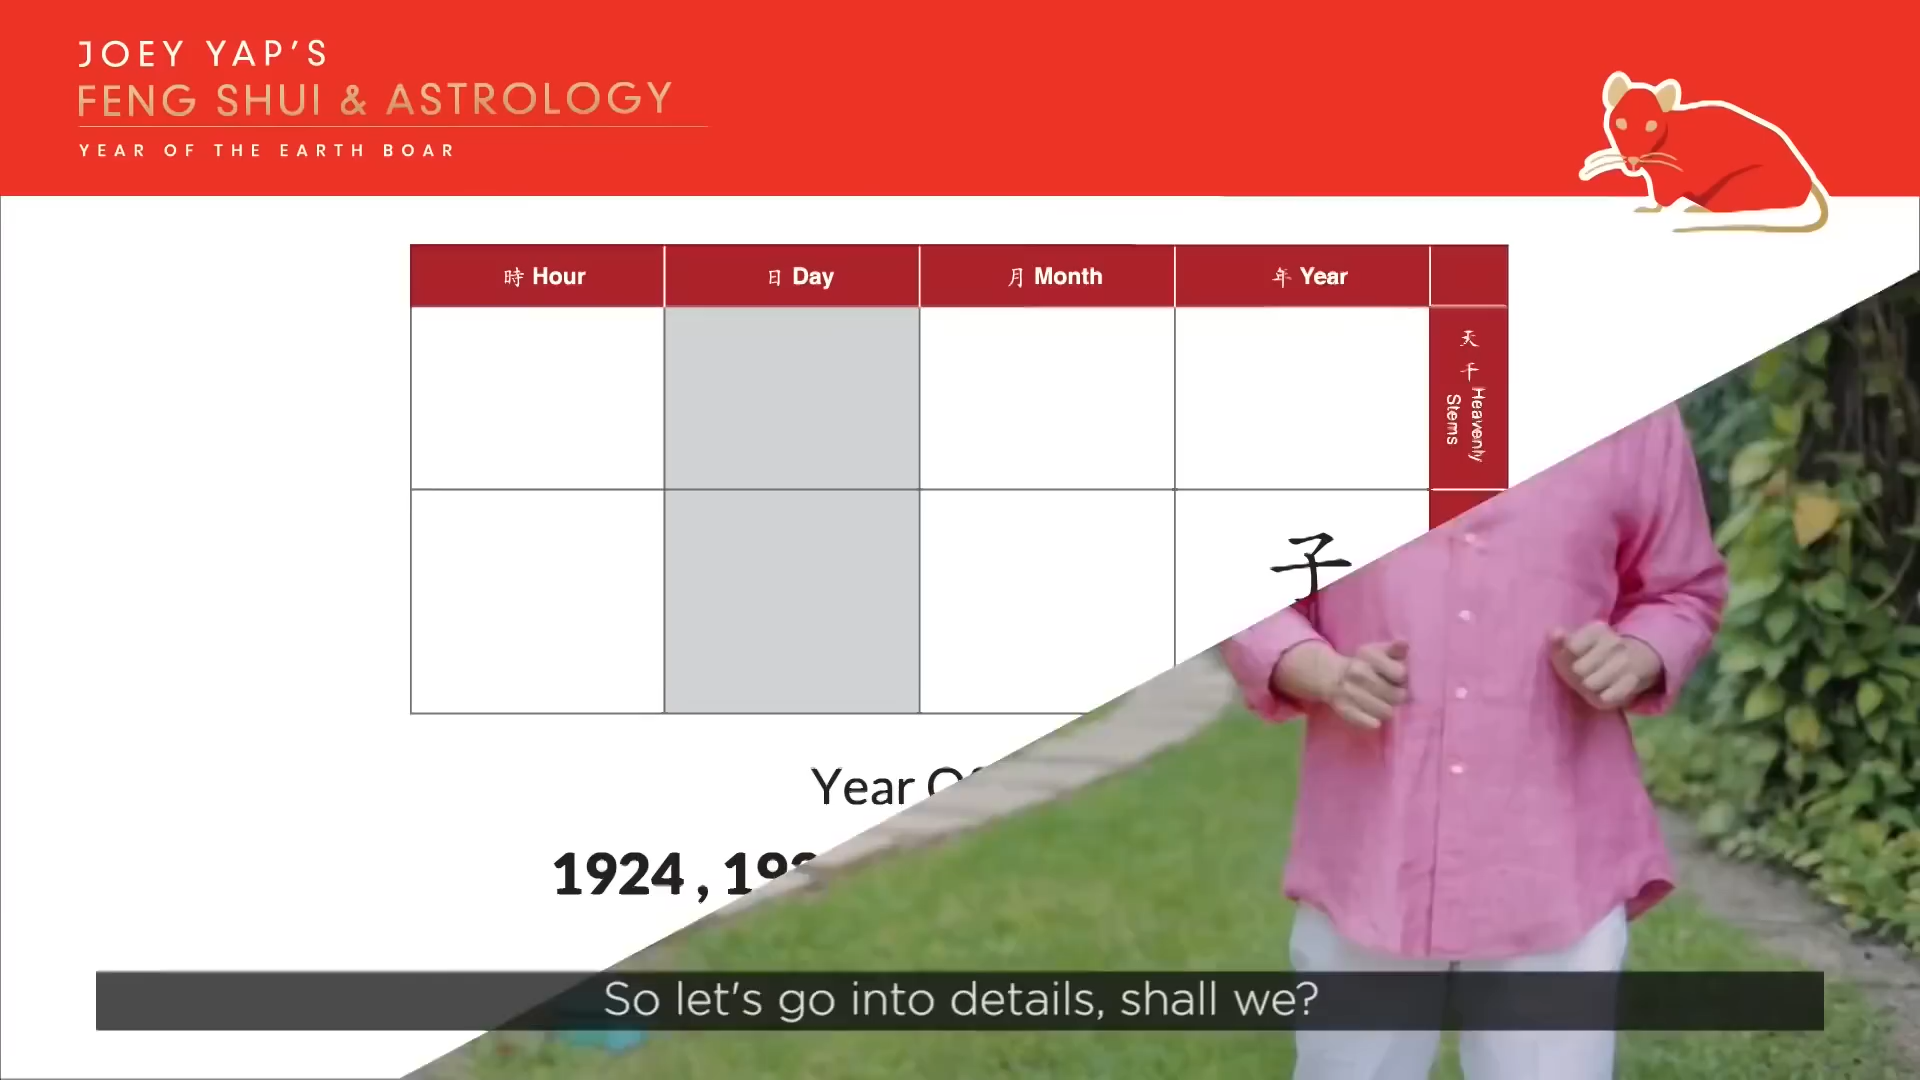 JOEY YAP'S
FENG SHUI & ASTROLOGY
YEAR OF THE EARTH BOAR
時 Hour
日 Day
月 Month
年 Year
天干
Heavenly
Stems
子
Year
1924 ,
So let's go into details, shall we?